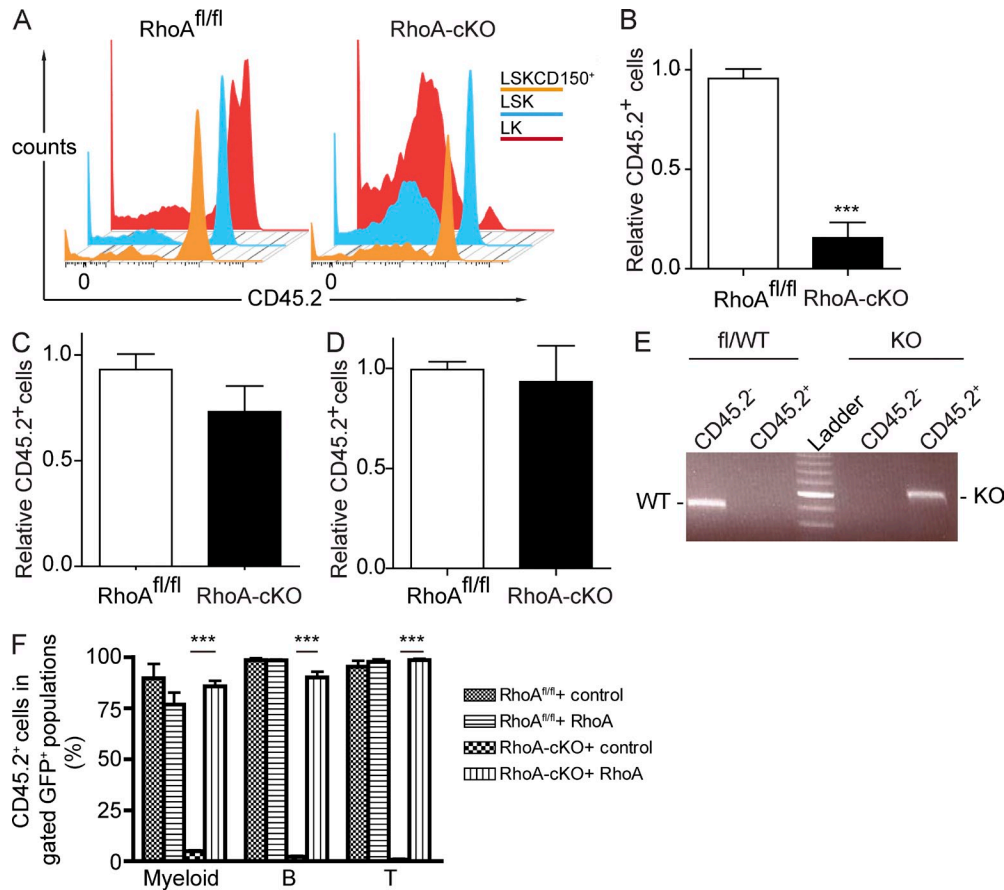 A
RhoA^fl/fl
RhoA-cKO
LSKCD150⁺
LSK
LK
counts
0
0
CD45.2
B
Relative CD45.2⁺ cells
1.0
0.5
0.0
***
RhoA^fl/fl
RhoA-cKO
C
Relative CD45.2⁺ cells
1.0
0.5
0.0
RhoA^fl/fl
RhoA-cKO
D
Relative CD45.2⁺ cells
1.0
0.5
0.0
RhoA^fl/fl
RhoA-cKO
E
fl/WT
KO
CD45.2⁻
CD45.2⁺
Ladder
CD45.2⁻
CD45.2⁺
WT -
- KO
F
CD45.2⁺ cells in
gated GFP⁺ populations
(%)
100
75
50
25
0
***
***
***
Myeloid
B
T
RhoA^fl/fl+ control
RhoA^fl/fl+ RhoA
RhoA-cKO+ control
RhoA-cKO+ RhoA